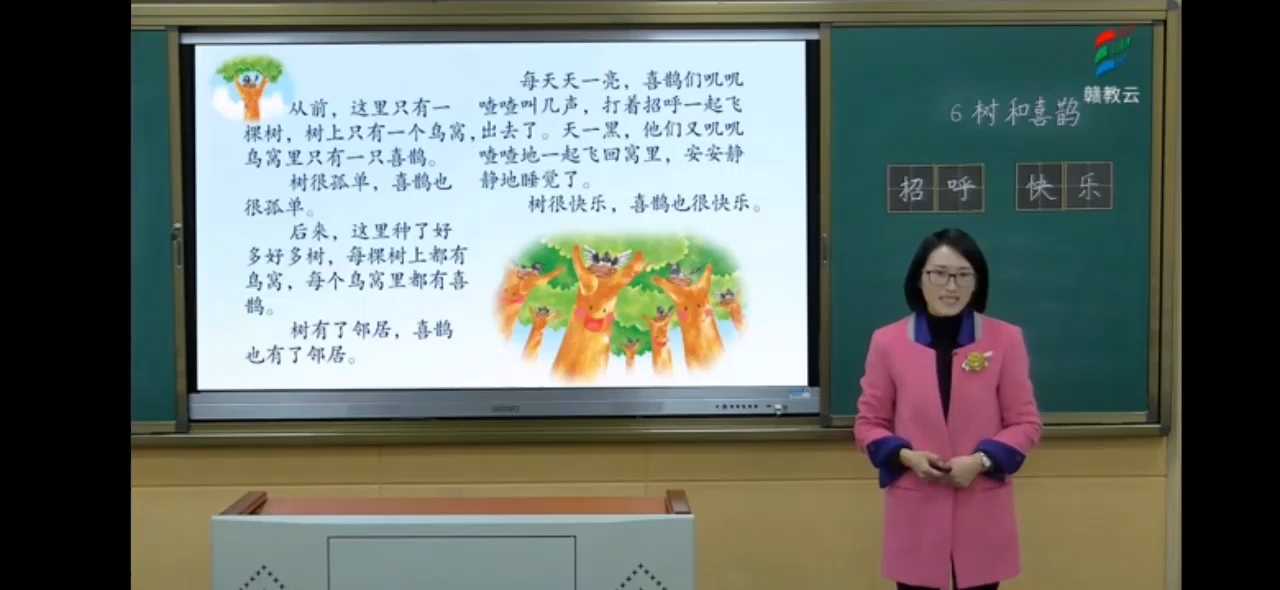 从前，这里只有一
棵树，树上只有一个鸟窝，
鸟窝里只有一只喜鹊。
树很孤单，喜鹊也
很孤单。
后来，这里种了好
多好多树，每棵树上都有
鸟窝，每个鸟窝里都有喜
鹊。
树有了邻居，喜鹊
也有了邻居。
每天天一亮，喜鹊们叽叽
喳喳叫几声，打着招呼一起飞
出去了。天一黑，他们又叽叽
喳喳地一起飞回窝里，安安静
静地睡觉了。
树很快乐，喜鹊也很快乐。
赣教云
6 树和喜鹊
招呼 快乐